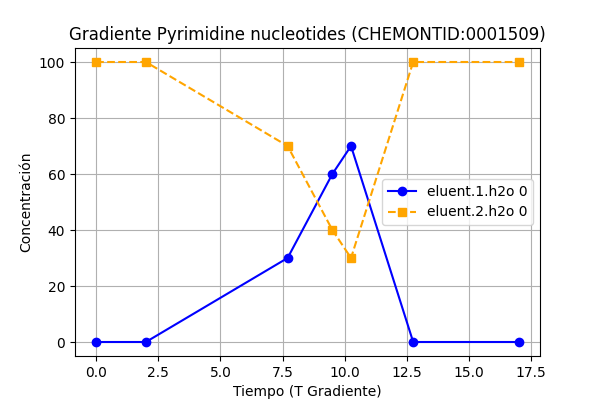 Gradiente Pyrimidine nucleotides (CHEMONTID:0001509)
Concentración
100
80
60
40
20
0
eluent.1.h2o 0
eluent.2.h2o 0
0.0 2.5 5.0 7.5 10.0 12.5 15.0 17.5
Tiempo (T Gradiente)